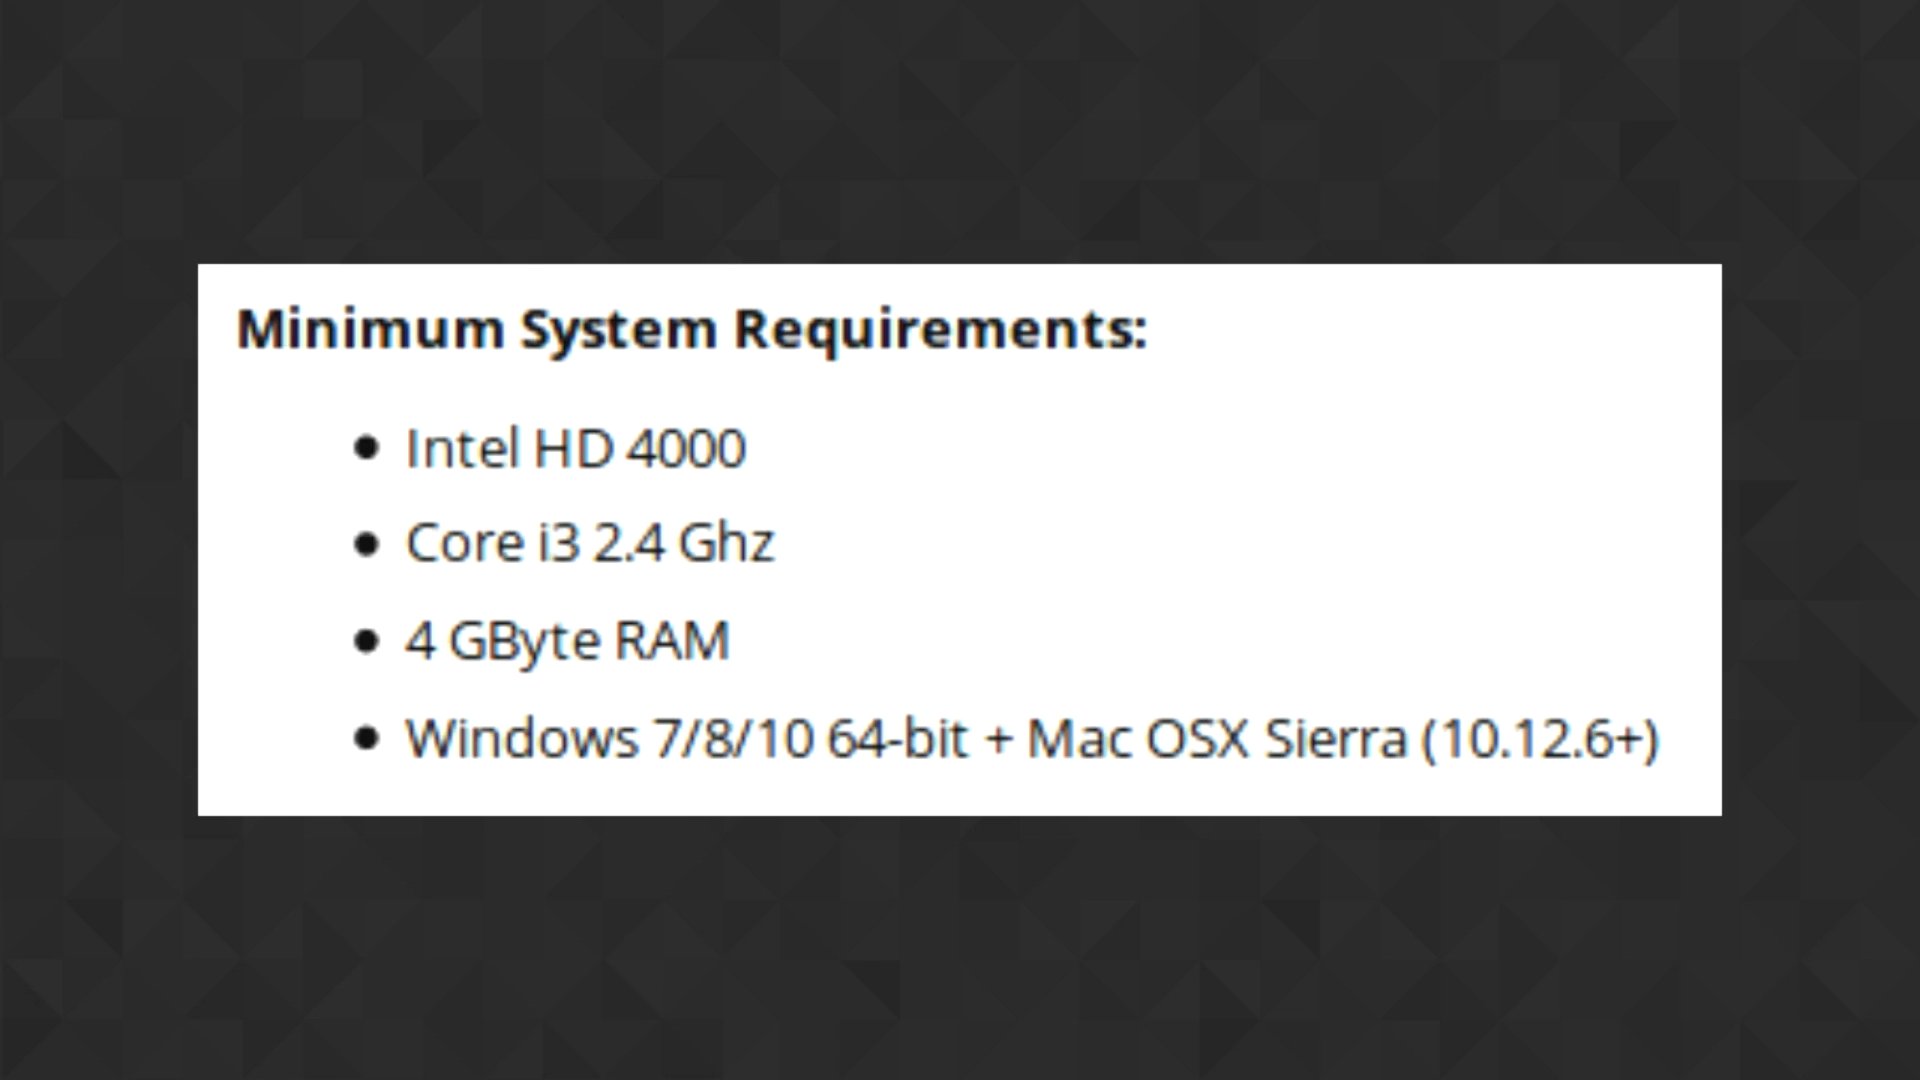 Minimum System Requirements:
• Intel HD 4000
• Core i3 2.4 Ghz
• 4 GByte RAM
• Windows 7/8/10 64-bit + Mac OSX Sierra (10.12.6+)